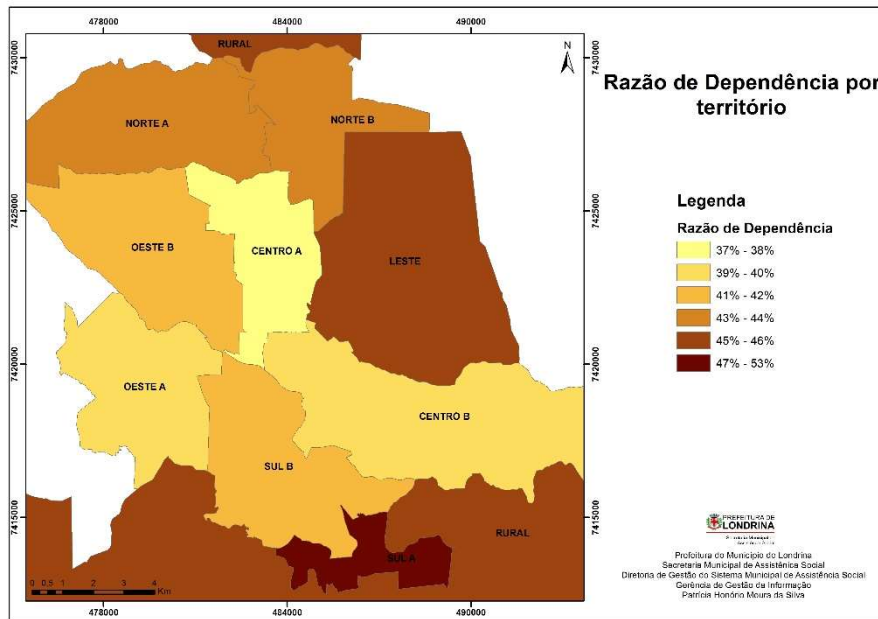 478000 484000 490000
7430000 7430000
RURAL
N
Razão de Dependência por
território
NORTE A
NORTE B
7425000 7425000
Legenda
Razão de Dependência
37% - 38%
39% - 40%
41% - 42%
43% - 44%
45% - 46%
47% - 53%
OESTE B
CENTRO A
LESTE
7420000 7420000
OESTE A
CENTRO B
SUL B
7415000 7415000
RURAL
SUL A
0 0,5 1 2 3 4
Km
478000 484000 490000
PREFEITURA DE
LONDRINA
Prefeitura do Município de Londrina
Secretaria Municipal de Assistência Social
Diretoria de Gestão do Sistema Municipal de Assistência Social
Gerência de Gestão da Informação
Patrícia Honório Moura da Silva